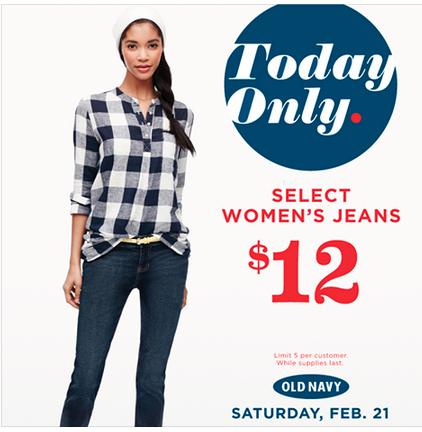 Today
Only.
SELECT
WOMEN'S JEANS
$12
Limit 5 per customer.
While supplies last.
OLD NAVY
SATURDAY, FEB. 21